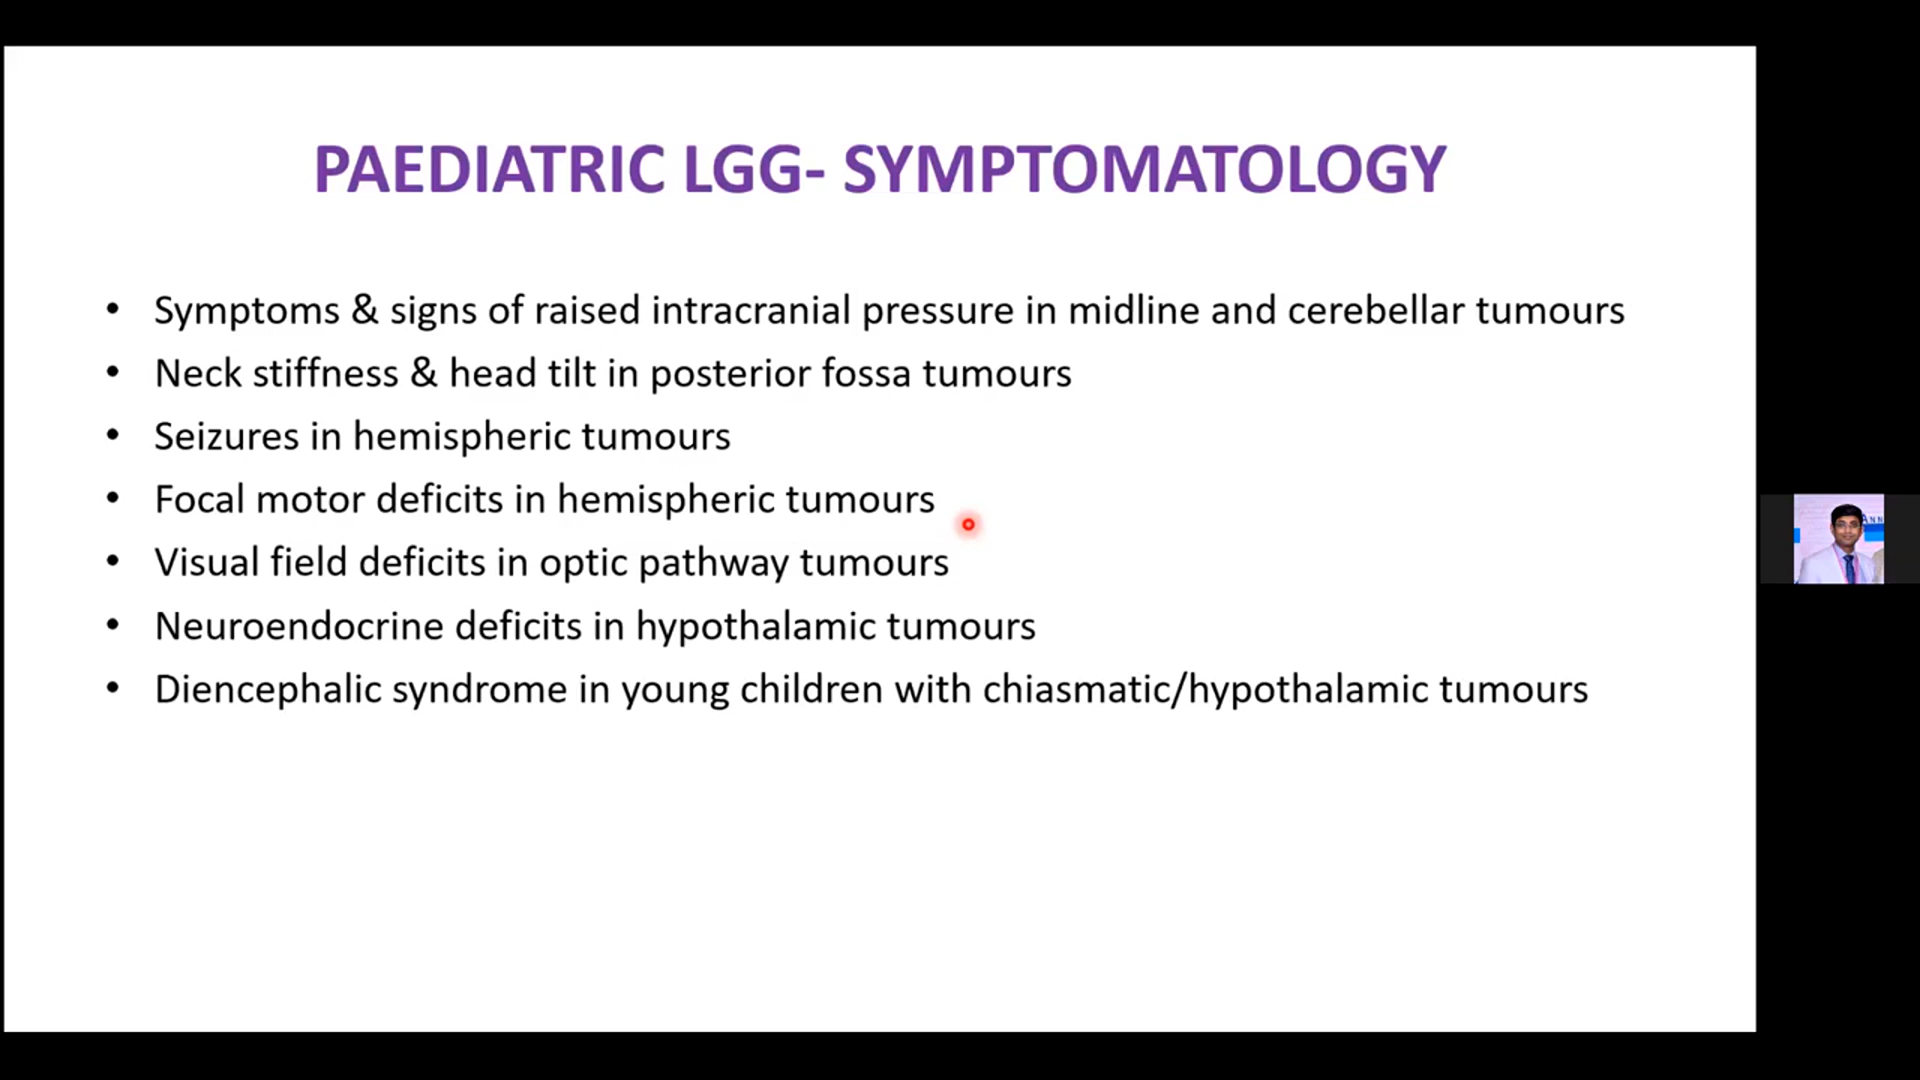 PAEDIATRIC LGG- SYMPTOMATOLOGY
• Symptoms & signs of raised intracranial pressure in midline and cerebellar tumours
• Neck stiffness & head tilt in posterior fossa tumours
• Seizures in hemispheric tumours
• Focal motor deficits in hemispheric tumours
• Visual field deficits in optic pathway tumours
• Neuroendocrine deficits in hypothalamic tumours
• Diencephalic syndrome in young children with chiasmatic/hypothalamic tumours